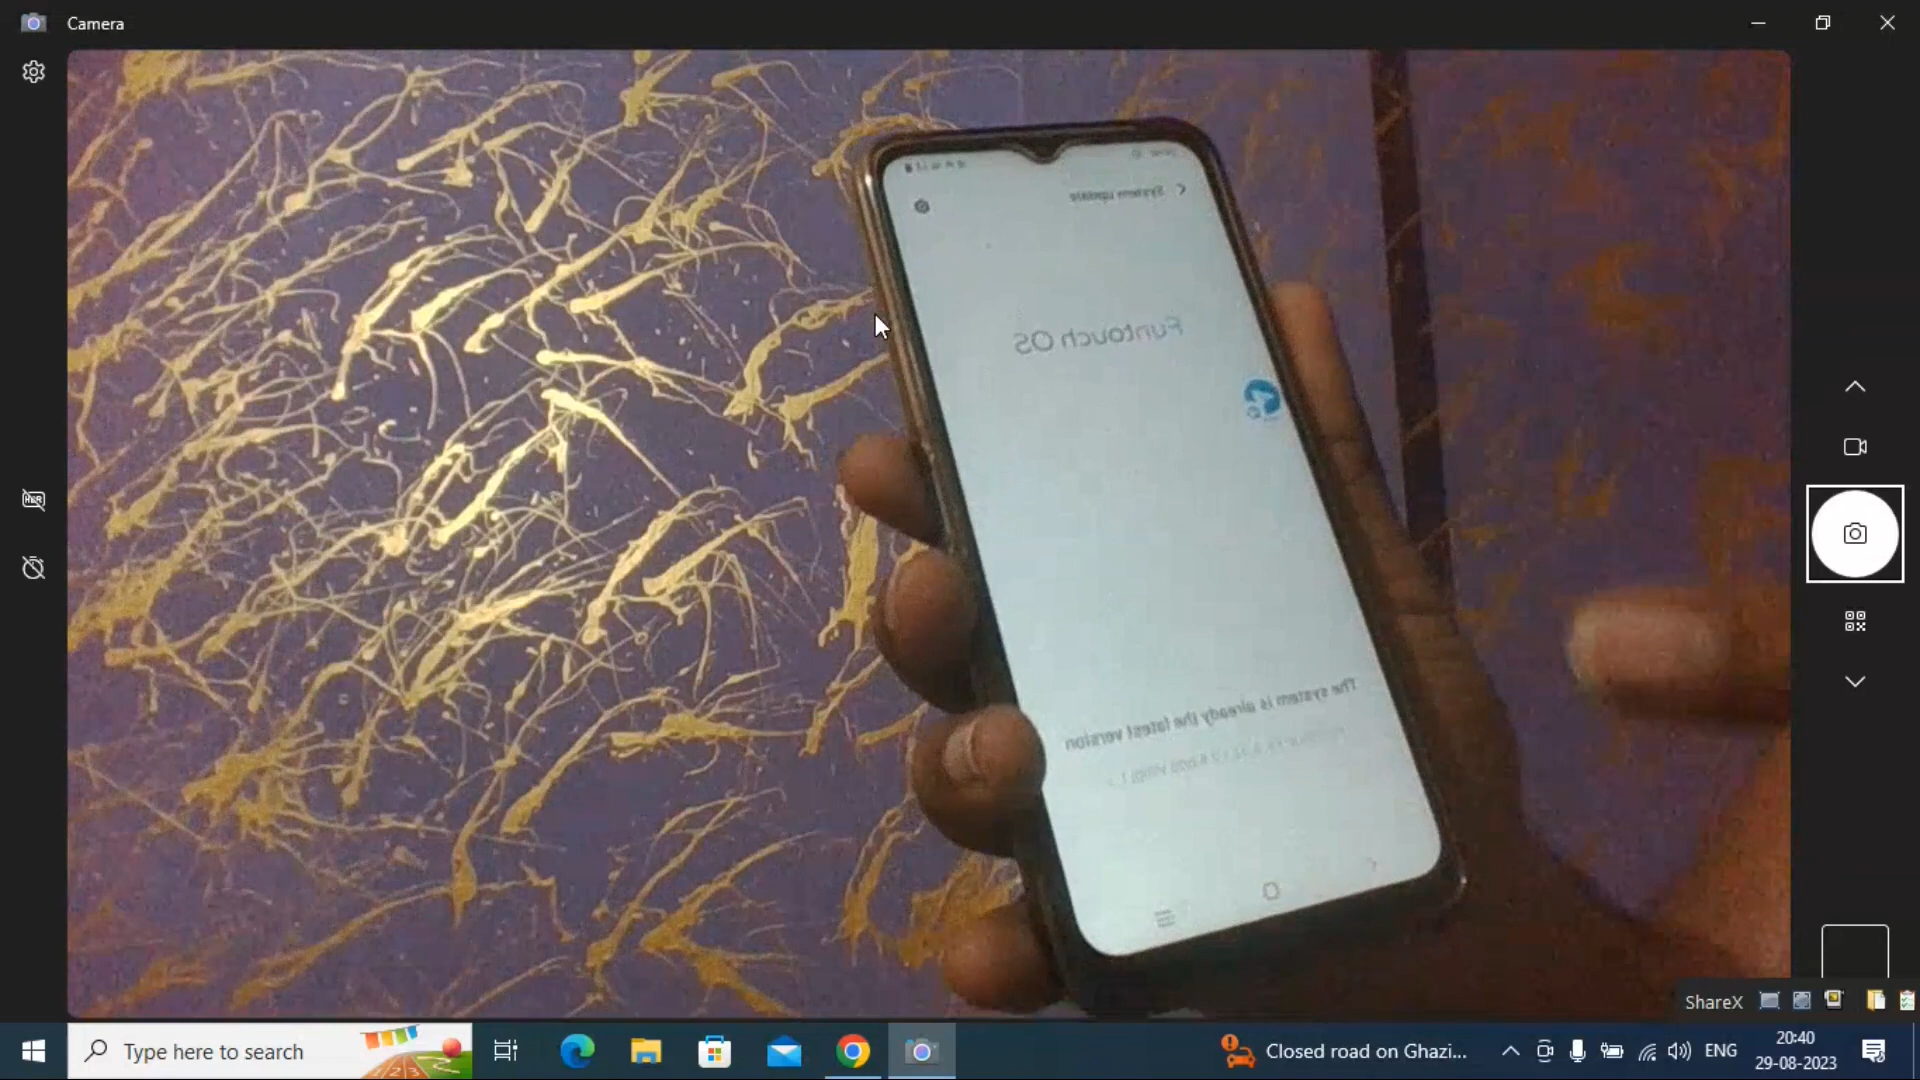 Camera
System update
Funtouch OS
The system is already the latest version
ShareX
Type here to search
Closed road on Ghazi...
ENG
20:40
29-08-2023